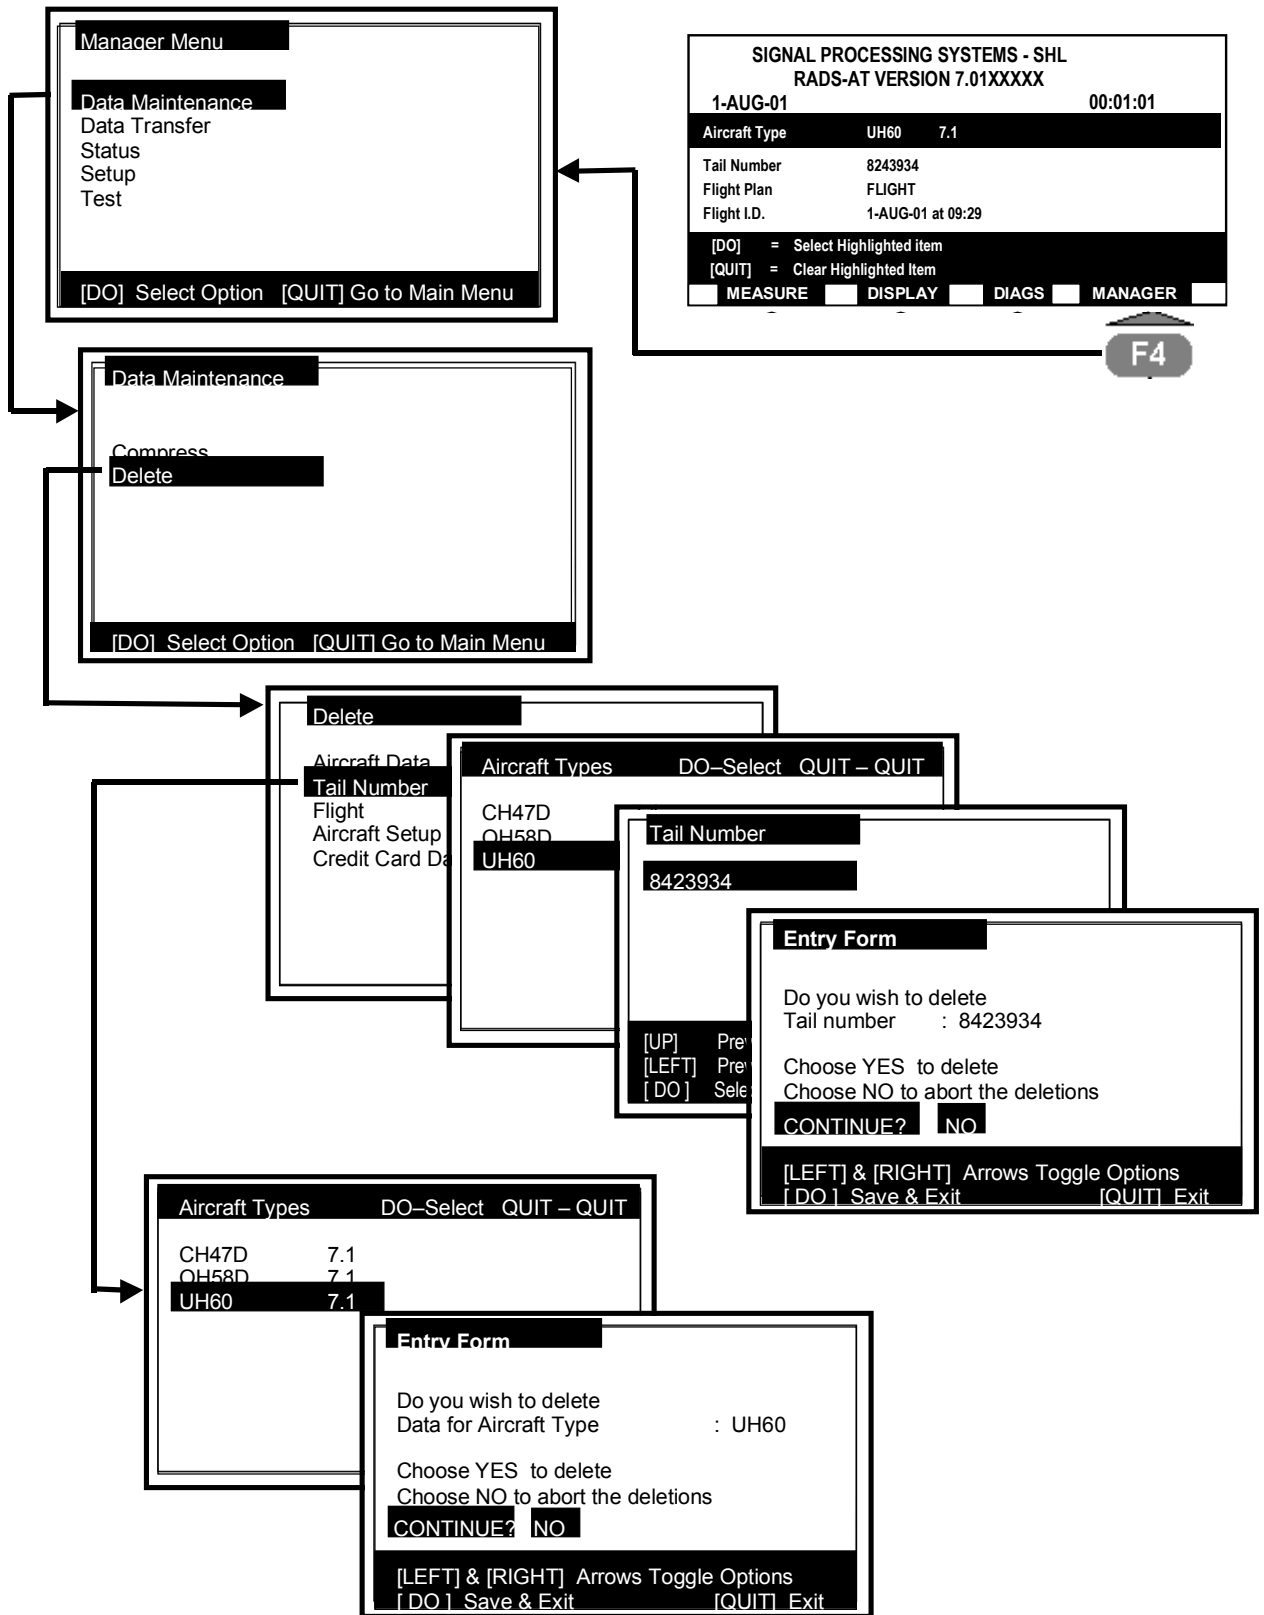 Manager Menu
Data Maintenance
Data Transfer
Status
Setup
Test
[DO] Select Option [QUIT] Go to Main Menu
SIGNAL PROCESSING SYSTEMS - SHL
RADS-AT VERSION 7.01XXXXX
1-AUG-01 00:01:01
Aircraft Type UH60 7.1
Tail Number 8243934
Flight Plan FLIGHT
Flight I.D. 1-AUG-01 at 09:29
[DO] = Select Highlighted item
[QUIT] = Clear Highlighted Item
MEASURE DISPLAY DIAGS MANAGER
F4
Data Maintenance
Compress
Delete
[DO] Select Option [QUIT] Go to Main Menu
Delete
Aircraft Data
Tail Number
Flight
Aircraft Setup
Credit Card Da
Aircraft Types DO–Select QUIT – QUIT
CH47D
OH58D
UH60
Tail Number
8423934
[UP] Prev
[LEFT] Prev
[ DO ] Sele
Entry Form
Do you wish to delete
Tail number : 8423934
Choose YES to delete
Choose NO to abort the deletions
CONTINUE? NO
[LEFT] & [RIGHT] Arrows Toggle Options
[ DO ] Save & Exit [QUIT] Exit
Aircraft Types DO–Select QUIT – QUIT
CH47D 7.1
OH58D 7.1
UH60 7.1
Entry Form
Do you wish to delete
Data for Aircraft Type : UH60
Choose YES to delete
Choose NO to abort the deletions
CONTINUE? NO
[LEFT] & [RIGHT] Arrows Toggle Options
[ DO ] Save & Exit [QUIT] Exit